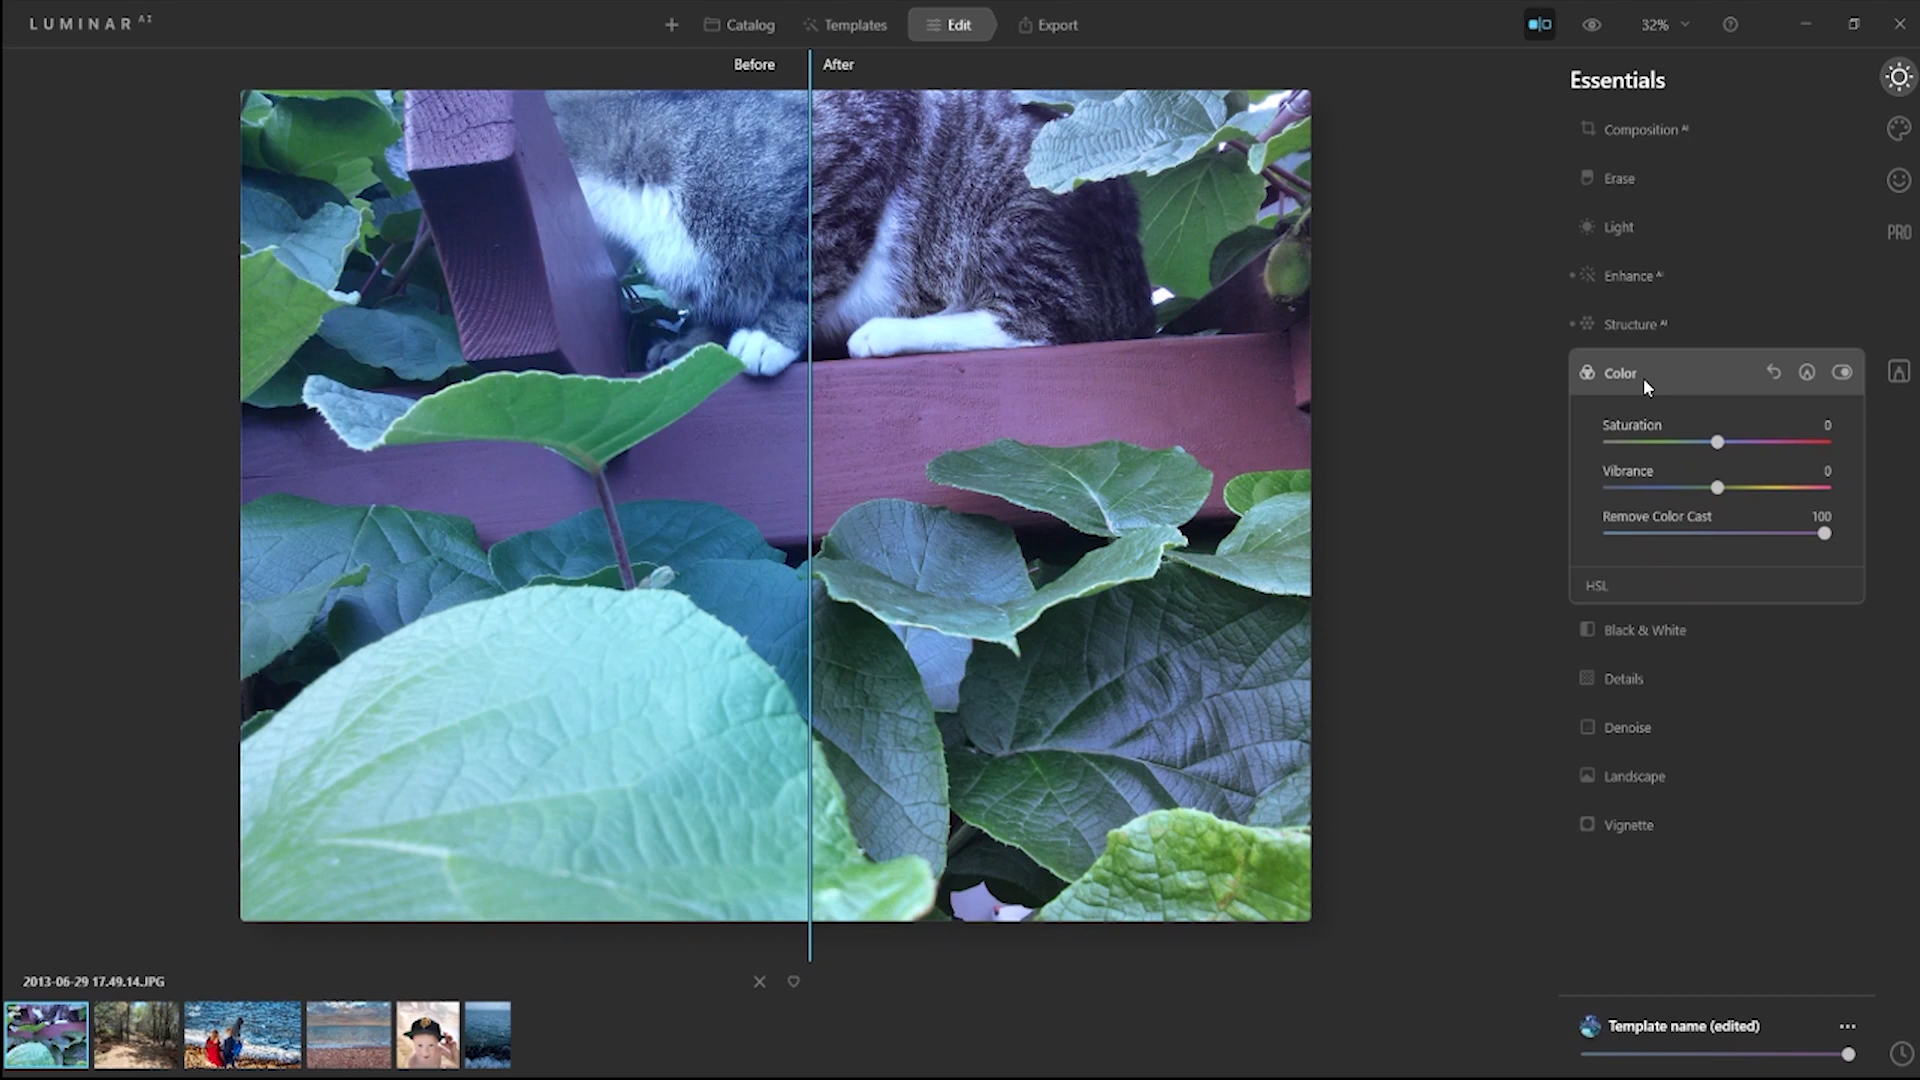 LUMINAR AI
Catalog
Templates
Edit
Export
32%
Before
After
Essentials
Composition AI
Erase
Light
Enhance AI
Structure AI
Color
Saturation 0
Vibrance 0
Remove Color Cast 100
HSL
Black & White
Details
Denoise
Landscape
Vignette
PRO
2013-06-29 17.49.14.JPG
Template name (edited)